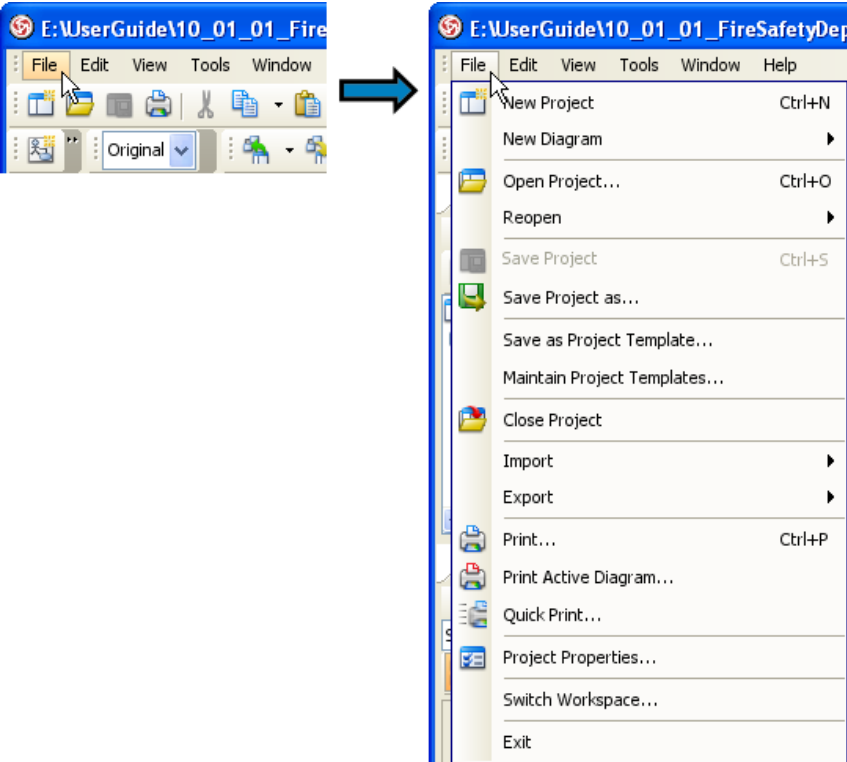 E:\UserGuide\10_01_01_Fire
File Edit View Tools Window
Original
E:\UserGuide\10_01_01_FireSafetyDep
File Edit View Tools Window Help
New Project Ctrl+N
New Diagram
Open Project... Ctrl+O
Reopen
Save Project Ctrl+S
Save Project as...
Save as Project Template...
Maintain Project Templates...
Close Project
Import
Export
Print... Ctrl+P
Print Active Diagram...
Quick Print...
Project Properties...
Switch Workspace...
Exit